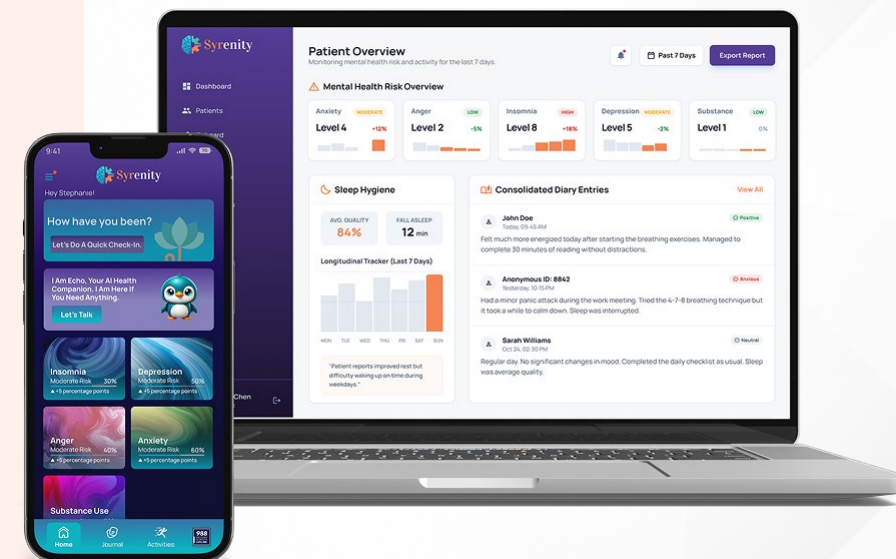 Syrenity
Dashboard
Patients
Chen
Patient Overview
Monitoring mental health risk and activity for the last 7 days.
Past 7 Days
Export Report
Mental Health Risk Overview
Anxiety MODERATE
Level 4 +12%
Anger LOW
Level 2 -5%
Insomnia HIGH
Level 8 +18%
Depression MODERATE
Level 5 -2%
Substance LOW
Level 1 0%
Sleep Hygiene
AVG. QUALITY
84%
FALL ASLEEP
12 min
Longitudinal Tracker (Last 7 Days)
MON TUE WED THU FRI SAT SUN
"Patient reports improved rest but
difficulty waking up on time during
weekdays."
Consolidated Diary Entries
View All
John Doe
Today, 09:45 AM
Positive
Felt much more energized today after starting the breathing exercises. Managed to
complete 30 minutes of reading without distractions.
Anonymous ID: 8842
Yesterday, 10:15 PM
Anxious
Had a minor panic attack during the work meeting. Tried the 4-7-8 breathing technique but
it took a while to calm down. Sleep was interrupted.
Sarah Williams
Oct 24, 02:30 PM
Neutral
Regular day. No significant changes in mood. Completed the daily checklist as usual. Sleep
was average quality.
9:41
Syrenity
Hey Stephanie!
How have you been?
Let's Do A Quick Check-In.
I Am Echo, Your AI Health
Companion. I Am Here If
You Need Anything.
Let's Talk
Insomnia
Moderate Risk 30%
+5 percentage points
Depression
Moderate Risk 50%
+5 percentage points
Anger
Moderate Risk 40%
+5 percentage points
Anxiety
Moderate Risk 60%
+5 percentage points
Substance Use
Home
Journal
Activities
988